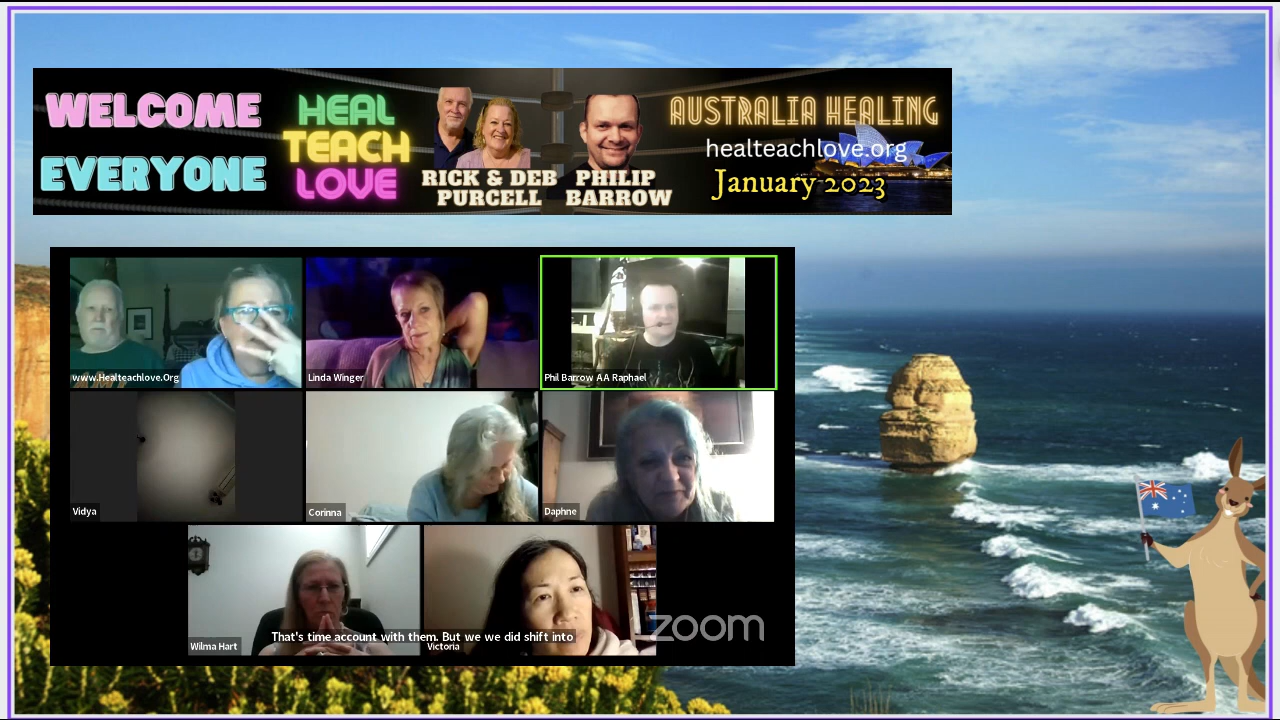 WELCOME
EVERYONE
HEAL
TEACH
LOVE
RICK & DEB
PURCELL
PHILIP
BARROW
AUSTRALIA HEALING
healteachlove.org
January 2023
www.Healteachlove.Org
Linda Winger
Phil Barrow A A Raphael
Vidya
Corinna
Daphne
Wilma Hart
That's time account with them. But we we did shift into
Victoria
zoom